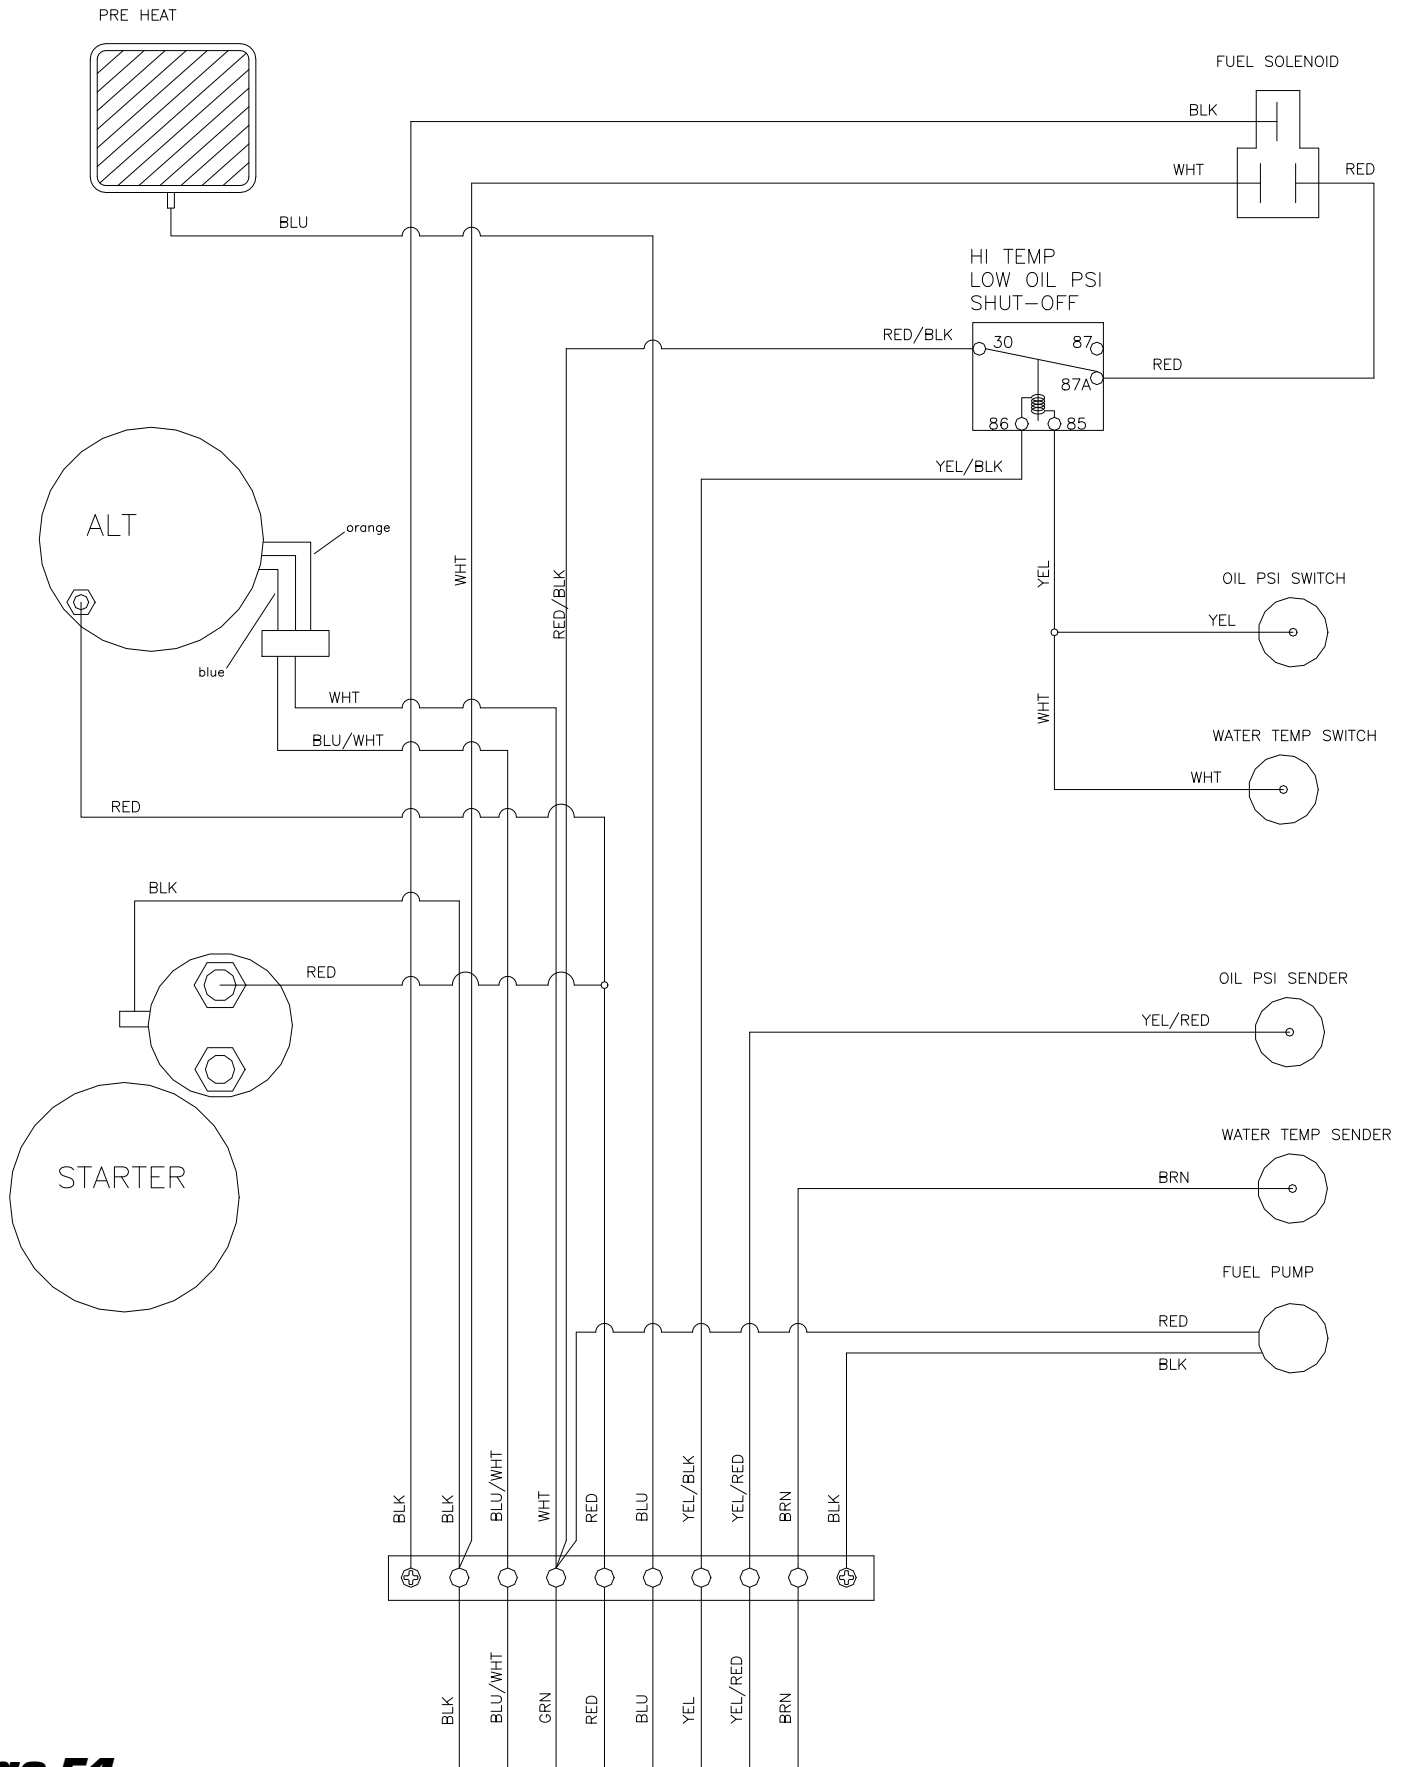 PRE HEAT
FUEL SOLENOID
BLK
WHT
RED
BLU
HI TEMP
LOW OIL PSI
SHUT-OFF
RED/BLK
30
87
87A
RED
86
85
YEL/BLK
ALT
orange
WHT
RED/BLK
YEL
OIL PSI SWITCH
YEL
blue
WHT
WHT
BLU/WHT
WATER TEMP SWITCH
WHT
RED
BLK
RED
OIL PSI SENDER
YEL/RED
STARTER
WATER TEMP SENDER
BRN
FUEL PUMP
RED
BLK
BLK
BLK
BLU/WHT
WHT
RED
BLU
YEL/BLK
YEL/RED
BRN
BLK
BLK
BLU/WHT
GRN
RED
BLU
YEL
YEL/RED
BRN